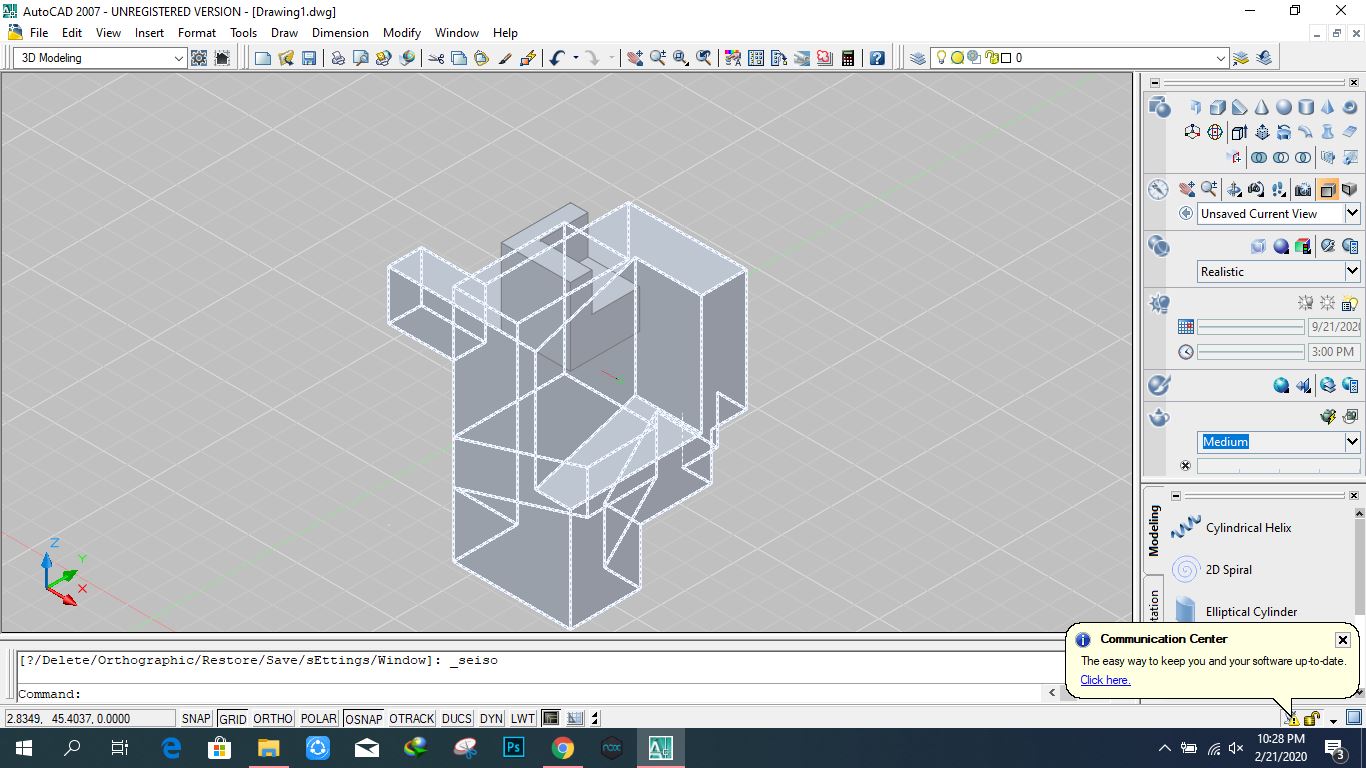 AutoCAD 2007 - UNREGISTERED VERSION - [Drawing1.dwg]
File Edit View Insert Format Tools Draw Dimension Modify Window Help
3D Modeling
0
Unsaved Current View
Realistic
9/21/202
3:00 PM
Medium
Modeling
Cylindrical Helix
2D Spiral
Elliptical Cylinder
Z
Y
X
Communication Center
The easy way to keep you and your software up-to-date.
Click here.
[?/Delete/Orthographic/Restore/Save/sEttings/Window]: _seiso
Command:
2.8349, 45.4037, 0.0000 SNAP GRID ORTHO POLAR OSNAP OTRACK DUCS DYN LWT
Ps
nox
10:28 PM
2/21/2020
3